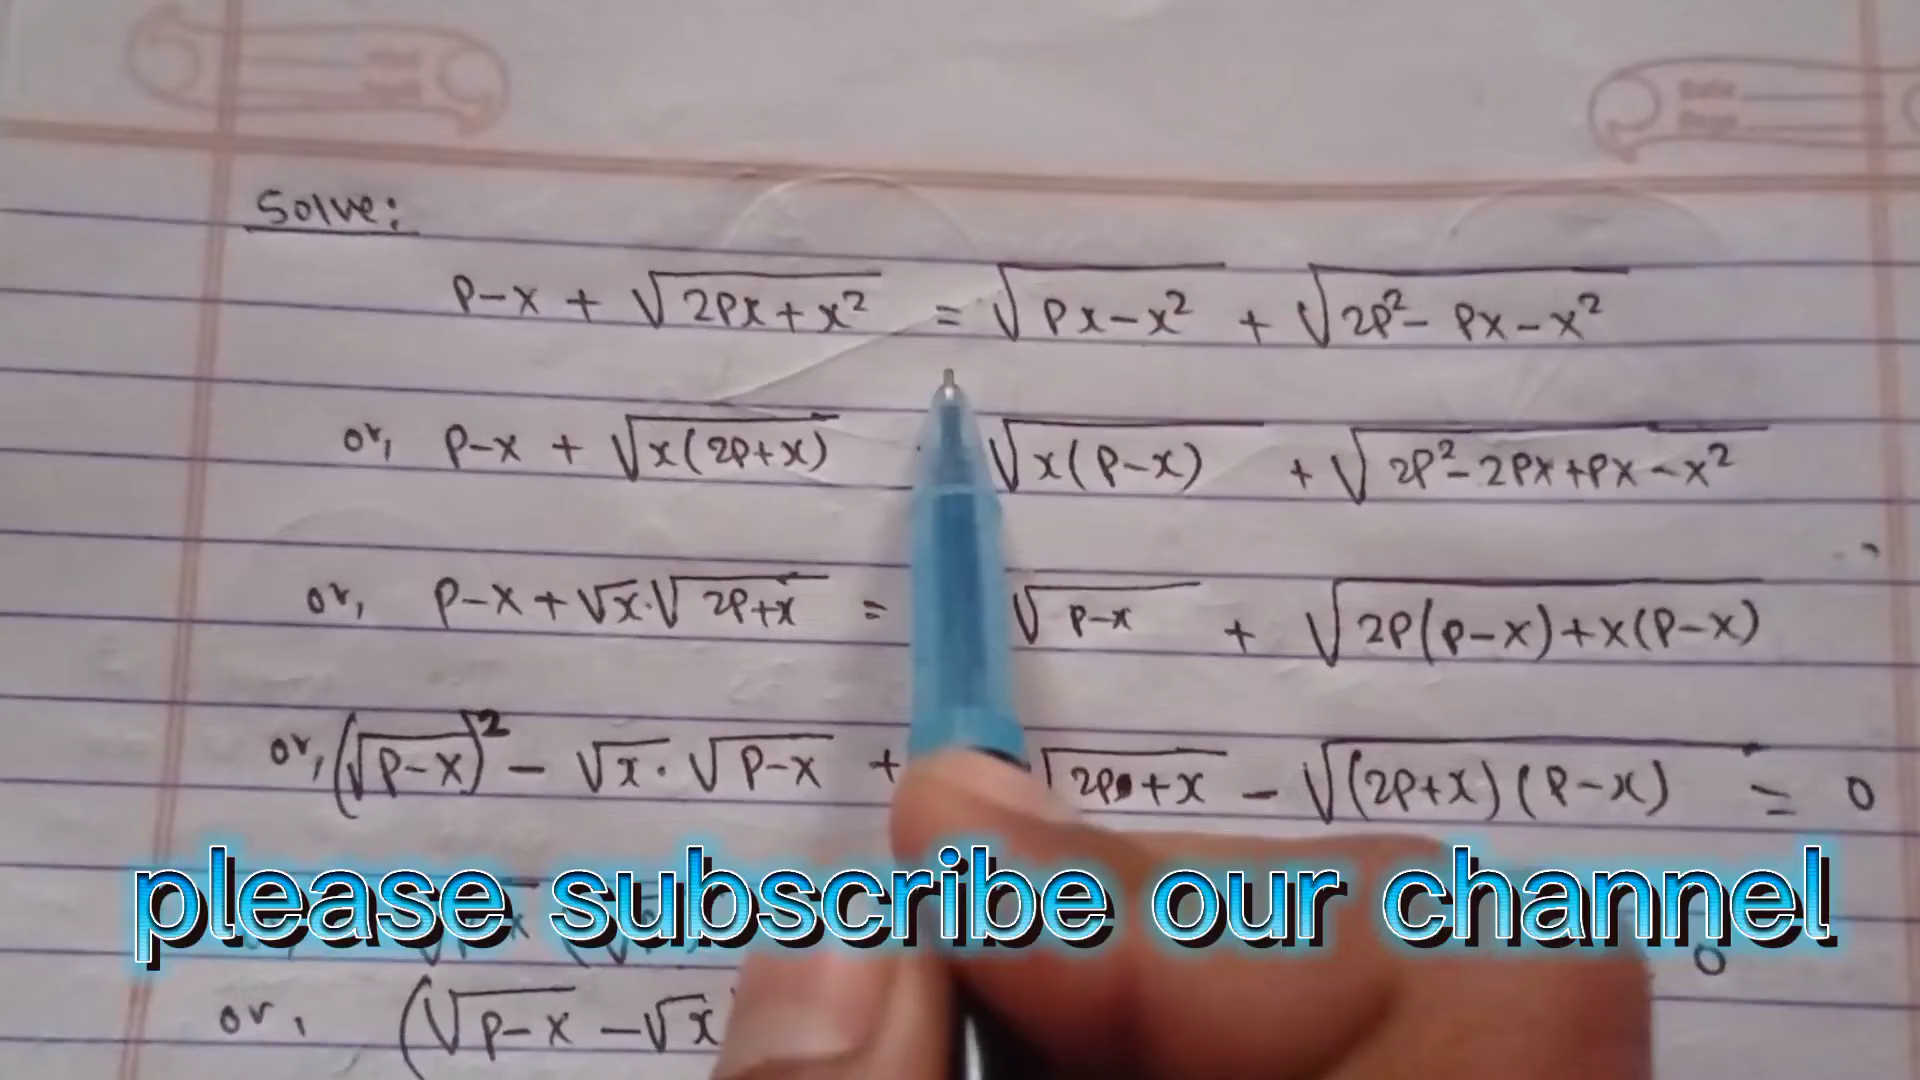 Solve:
P-x + √(2Px + x²) = √(Px - x²) + √(2P² - Px - x²)
or, P-x + √(x(2P+x)) √(x(P-x)) + √(2P² - 2Px + Px - x²)
or, P-x + √x.√(2P+x) = √(P-x) + √(2P(P-x)+x(P-x))
or, (√(P-x))² - √x.√(P-x) + √(2P+x) - √((2P+x)(P-x)) = 0
please subscribe our channel
0
or, (√(P-x) - √x